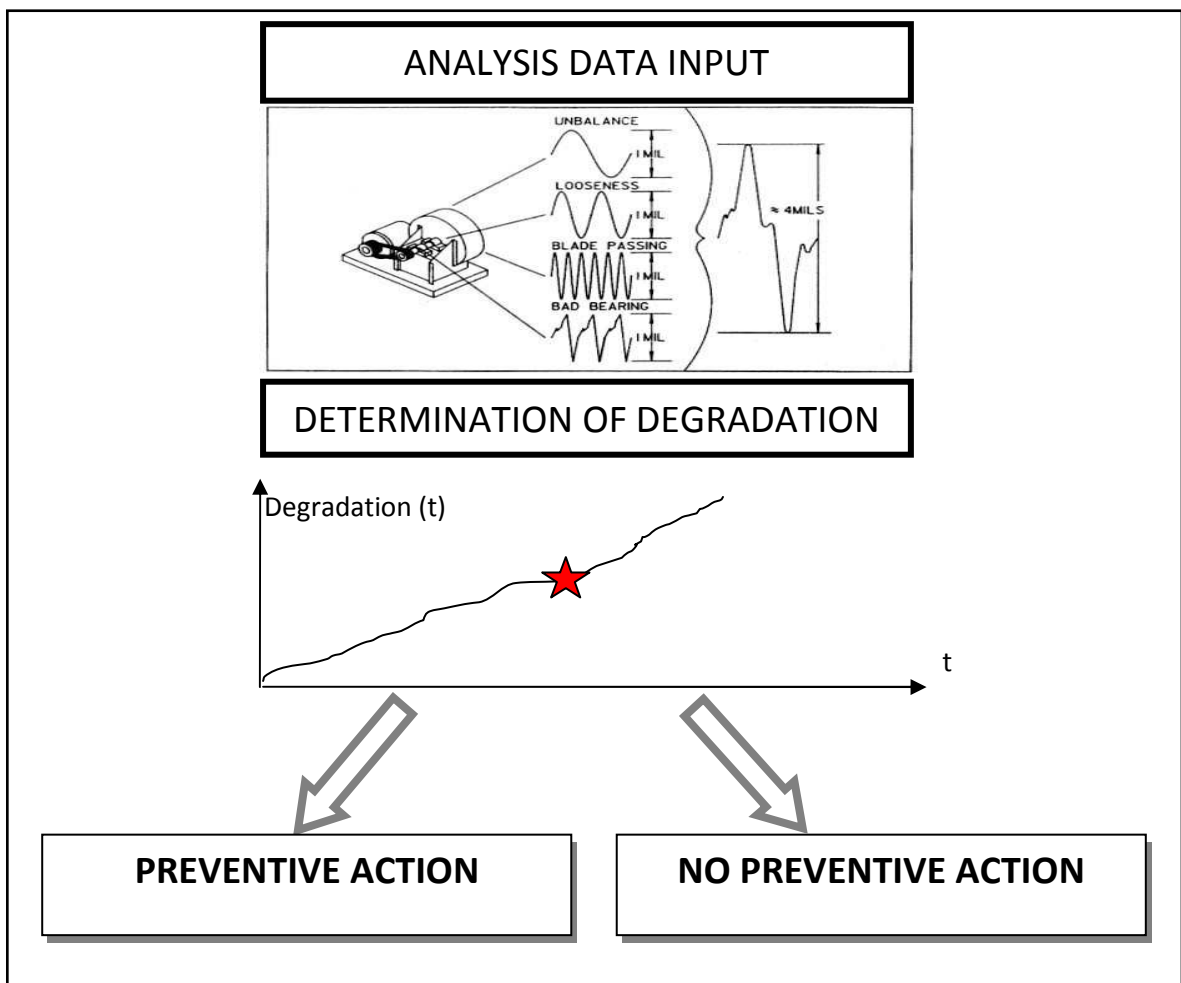 ANALYSIS DATA INPUT
UNBALANCE
1 MIL
LOOSENESS
1 MIL
≈ 4MILS
BLADE PASSING
1 MIL
BAD BEARING
1 MIL
DETERMINATION OF DEGRADATION
Degradation (t)
t
PREVENTIVE ACTION
NO PREVENTIVE ACTION